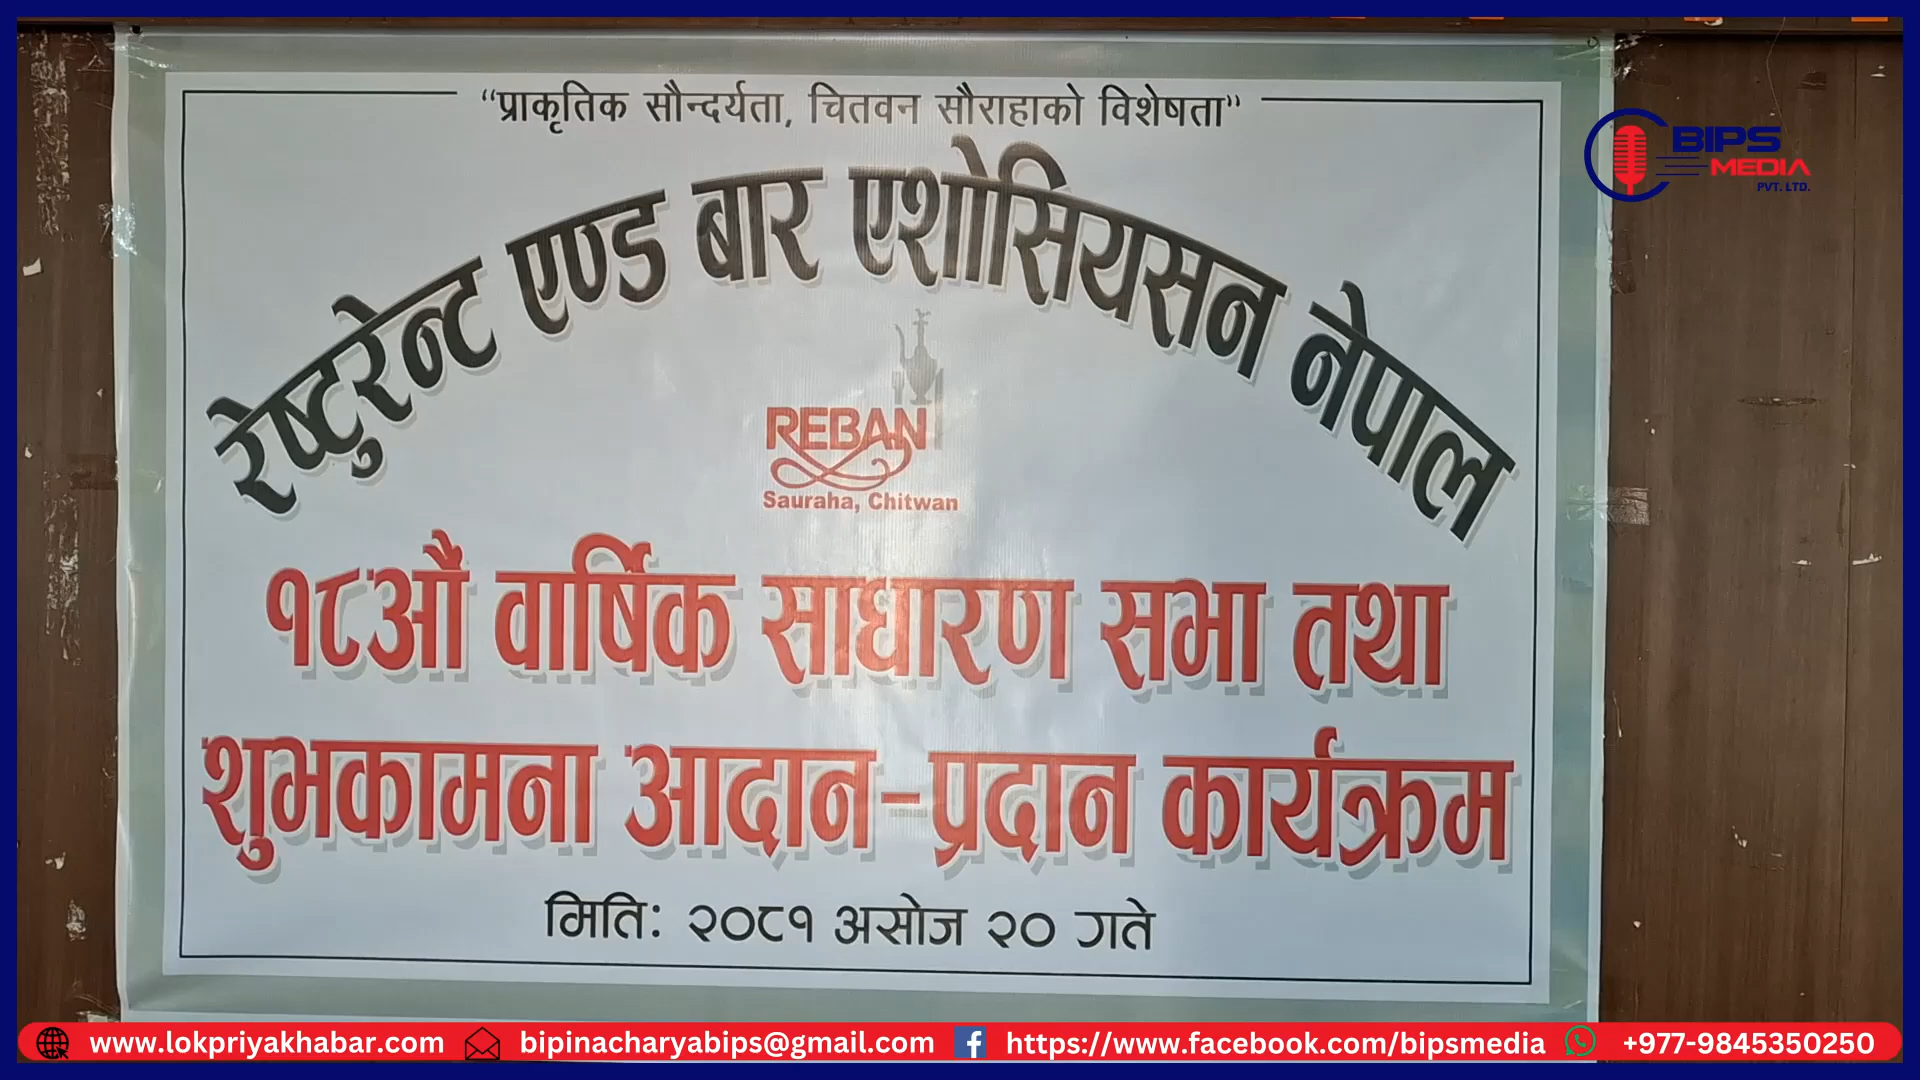 “प्राकृतिक सौन्दर्यता, चितवन सौराहाको विशेषता”
BIPS
MEDIA
PVT. LTD.
रेष्टुरेन्ट एण्ड बार एशोसियसन नेपाल
REBAN
Sauraha, Chitwan
१८औं वार्षिक साधारण सभा तथा
शुभकामना आदान-प्रदान कार्यक्रम
मितिः २०८१ असोज २० गते
www.lokpriyakhabar.com bipinacharyabips@gmail.com https://www.facebook.com/bipsmedia +977-9845350250